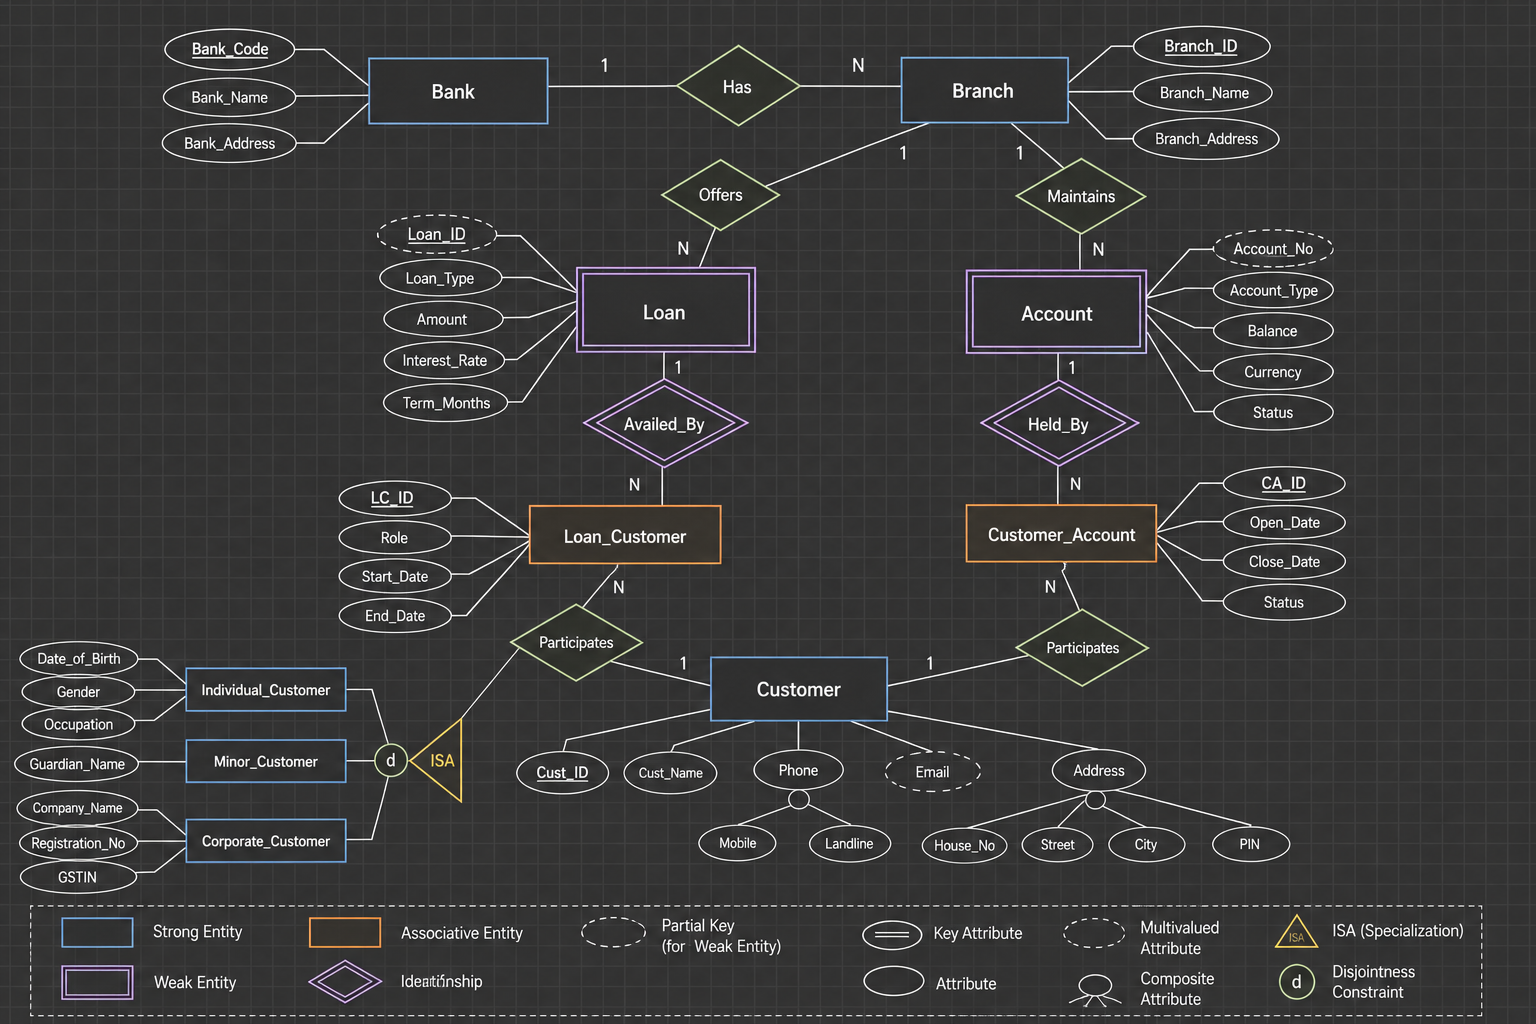 Bank_Code
Bank_Name
Bank_Address
Bank
1
Has
N
Branch
Branch_ID
Branch_Name
Branch_Address
1
1
Offers
Maintains
N
N
Loan_ID
Loan_Type
Amount
Interest_Rate
Term_Months
Loan
Account
Account_No
Account_Type
Balance
Currency
Status
1
1
Availed_By
Held_By
N
N
LC_ID
Role
Start_Date
End_Date
Loan_Customer
Customer_Account
CA_ID
Open_Date
Close_Date
Status
N
N
Participates
Participates
1
1
Customer
Date_of_Birth
Gender
Occupation
Individual_Customer
Guardian_Name
Minor_Customer
Company_Name
Registration_No
GSTIN
Corporate_Customer
d
ISA
Cust_ID
Cust_Name
Phone
Email
Address
Mobile
Landline
House_No
Street
City
PIN
Strong Entity
Associative Entity
Partial Key
(for Weak Entity)
Key Attribute
Multivalued
Attribute
ISA
ISA (Specialization)
Weak Entity
Attribute
Composite
Attribute
d
Disjointness
Constraint